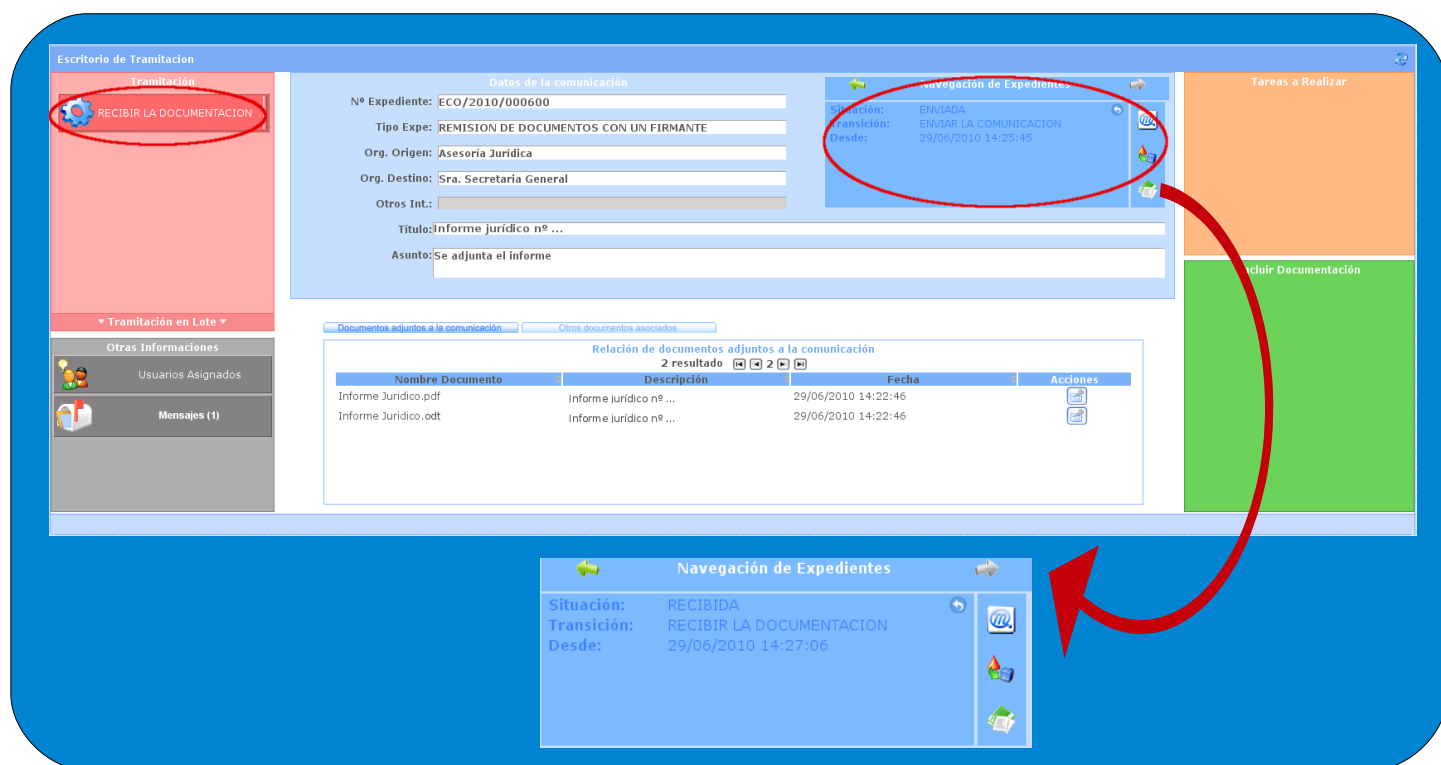 Escritorio de Tramitacion
Tramitación
RECIBIR LA DOCUMENTACION
▾ Tramitación en Lote ▾
Otras Informaciones
Usuarios Asignados
Mensajes (1)
Datos de la comunicación
Nº Expediente: ECO/2010/000600
Tipo Expe: REMISION DE DOCUMENTOS CON UN FIRMANTE
Org. Origen: Asesoría Jurídica
Org. Destino: Sra. Secretaria General
Otros Int.:
Título: Informe jurídico nº ...
Asunto: Se adjunta el informe
Navegación de Expedientes
Situación: ENVIADA
Transición: ENVIAR LA COMUNICACION
Desde: 29/06/2010 14:25:45
Documentos adjuntos a la comunicación Otros documentos asociados
Relación de documentos adjuntos a la comunicación
2 resultado 2
Nombre Documento Descripción Fecha Acciones
Informe Juridico.pdf Informe jurídico nº ... 29/06/2010 14:22:46
Informe Juridico.odt Informe jurídico nº ... 29/06/2010 14:22:46
Tareas a Realizar
ncluir Documentación
Navegación de Expedientes
Situación: RECIBIDA
Transición: RECIBIR LA DOCUMENTACION
Desde: 29/06/2010 14:27:06